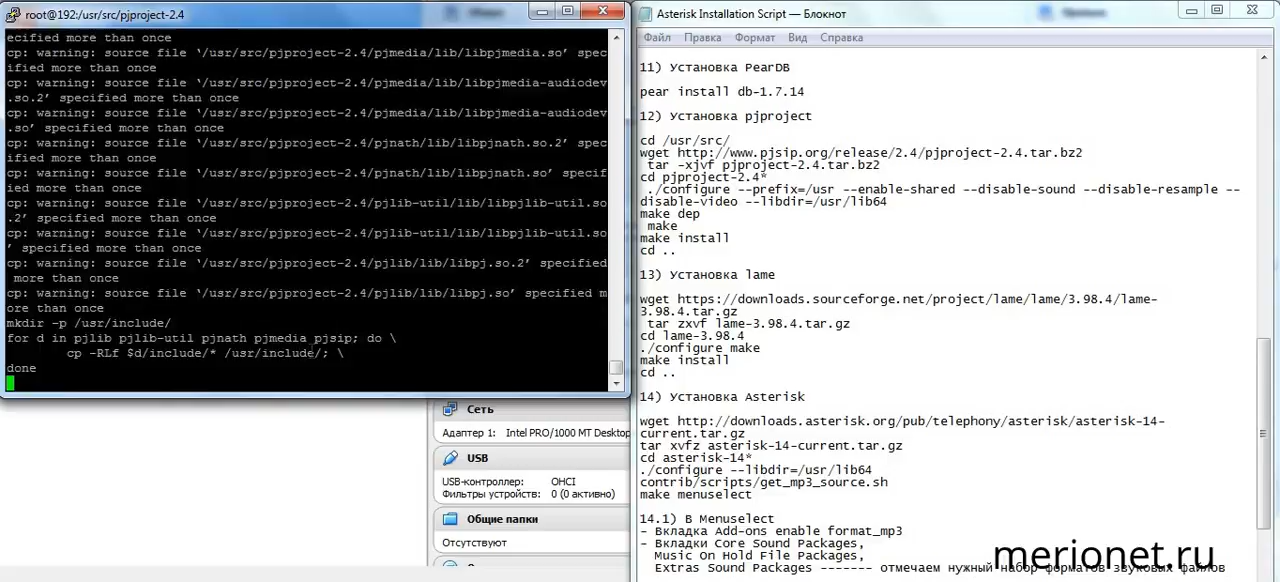 root@192:/usr/src/pjproject-2.4
ecified more than once
cp: warning: source file ‘/usr/src/pjproject-2.4/pjmedia/lib/libpjmedia.so’ spec
ified more than once
cp: warning: source file ‘/usr/src/pjproject-2.4/pjmedia/lib/libpjmedia-audiodev
.so.2’ specified more than once
cp: warning: source file ‘/usr/src/pjproject-2.4/pjmedia/lib/libpjmedia-audiodev
.so’ specified more than once
cp: warning: source file ‘/usr/src/pjproject-2.4/pjnath/lib/libpjnath.so.2’ spec
ified more than once
cp: warning: source file ‘/usr/src/pjproject-2.4/pjnath/lib/libpjnath.so’ specif
ied more than once
cp: warning: source file ‘/usr/src/pjproject-2.4/pjlib-util/lib/libpjlib-util.so
.2’ specified more than once
cp: warning: source file ‘/usr/src/pjproject-2.4/pjlib-util/lib/libpjlib-util.so
’ specified more than once
cp: warning: source file ‘/usr/src/pjproject-2.4/pjlib/lib/libpj.so.2’ specified
more than once
cp: warning: source file ‘/usr/src/pjproject-2.4/pjlib/lib/libpj.so’ specified m
ore than once
mkdir -p /usr/include/
for d in pjlib pjlib-util pjnath pjmedia pjsip; do \
cp -RLf $d/include/* /usr/include/; \
done
Сеть
Адаптер 1: Intel PRO/1000 MT Desktop
USB
USB-контроллер: OHCI
Фильтры устройств: 0 (0 активно)
Общие папки
Отсутствуют
Asterisk Installation Script — Блокнот
Файл Правка Формат Вид Справка
11) Установка PearDB
pear install db-1.7.14
12) Установка pjproject
cd /usr/src/
wget http://www.pjsip.org/release/2.4/pjproject-2.4.tar.bz2
tar -xjvf pjproject-2.4.tar.bz2
cd pjproject-2.4*
./configure --prefix=/usr --enable-shared --disable-sound --disable-resample --
disable-video --libdir=/usr/lib64
make dep
make
make install
cd ..
13) Установка lame
wget https://downloads.sourceforge.net/project/lame/lame/3.98.4/lame-
3.98.4.tar.gz
tar zxvf lame-3.98.4.tar.gz
cd lame-3.98.4
./configure make
make install
cd ..
14) Установка Asterisk
wget http://downloads.asterisk.org/pub/telephony/asterisk/asterisk-14-
current.tar.gz
tar xvfz asterisk-14-current.tar.gz
cd asterisk-14*
./configure --libdir=/usr/lib64
contrib/scripts/get_mp3_source.sh
make menuselect
14.1) В Menuselect
- Вкладка Add-ons enable format_mp3
- Вкладки Core Sound Packages,
Music On Hold File Packages,
Extras Sound Packages ------- отмечаем нужный набор форматов звуковых файлов
merionet.ru